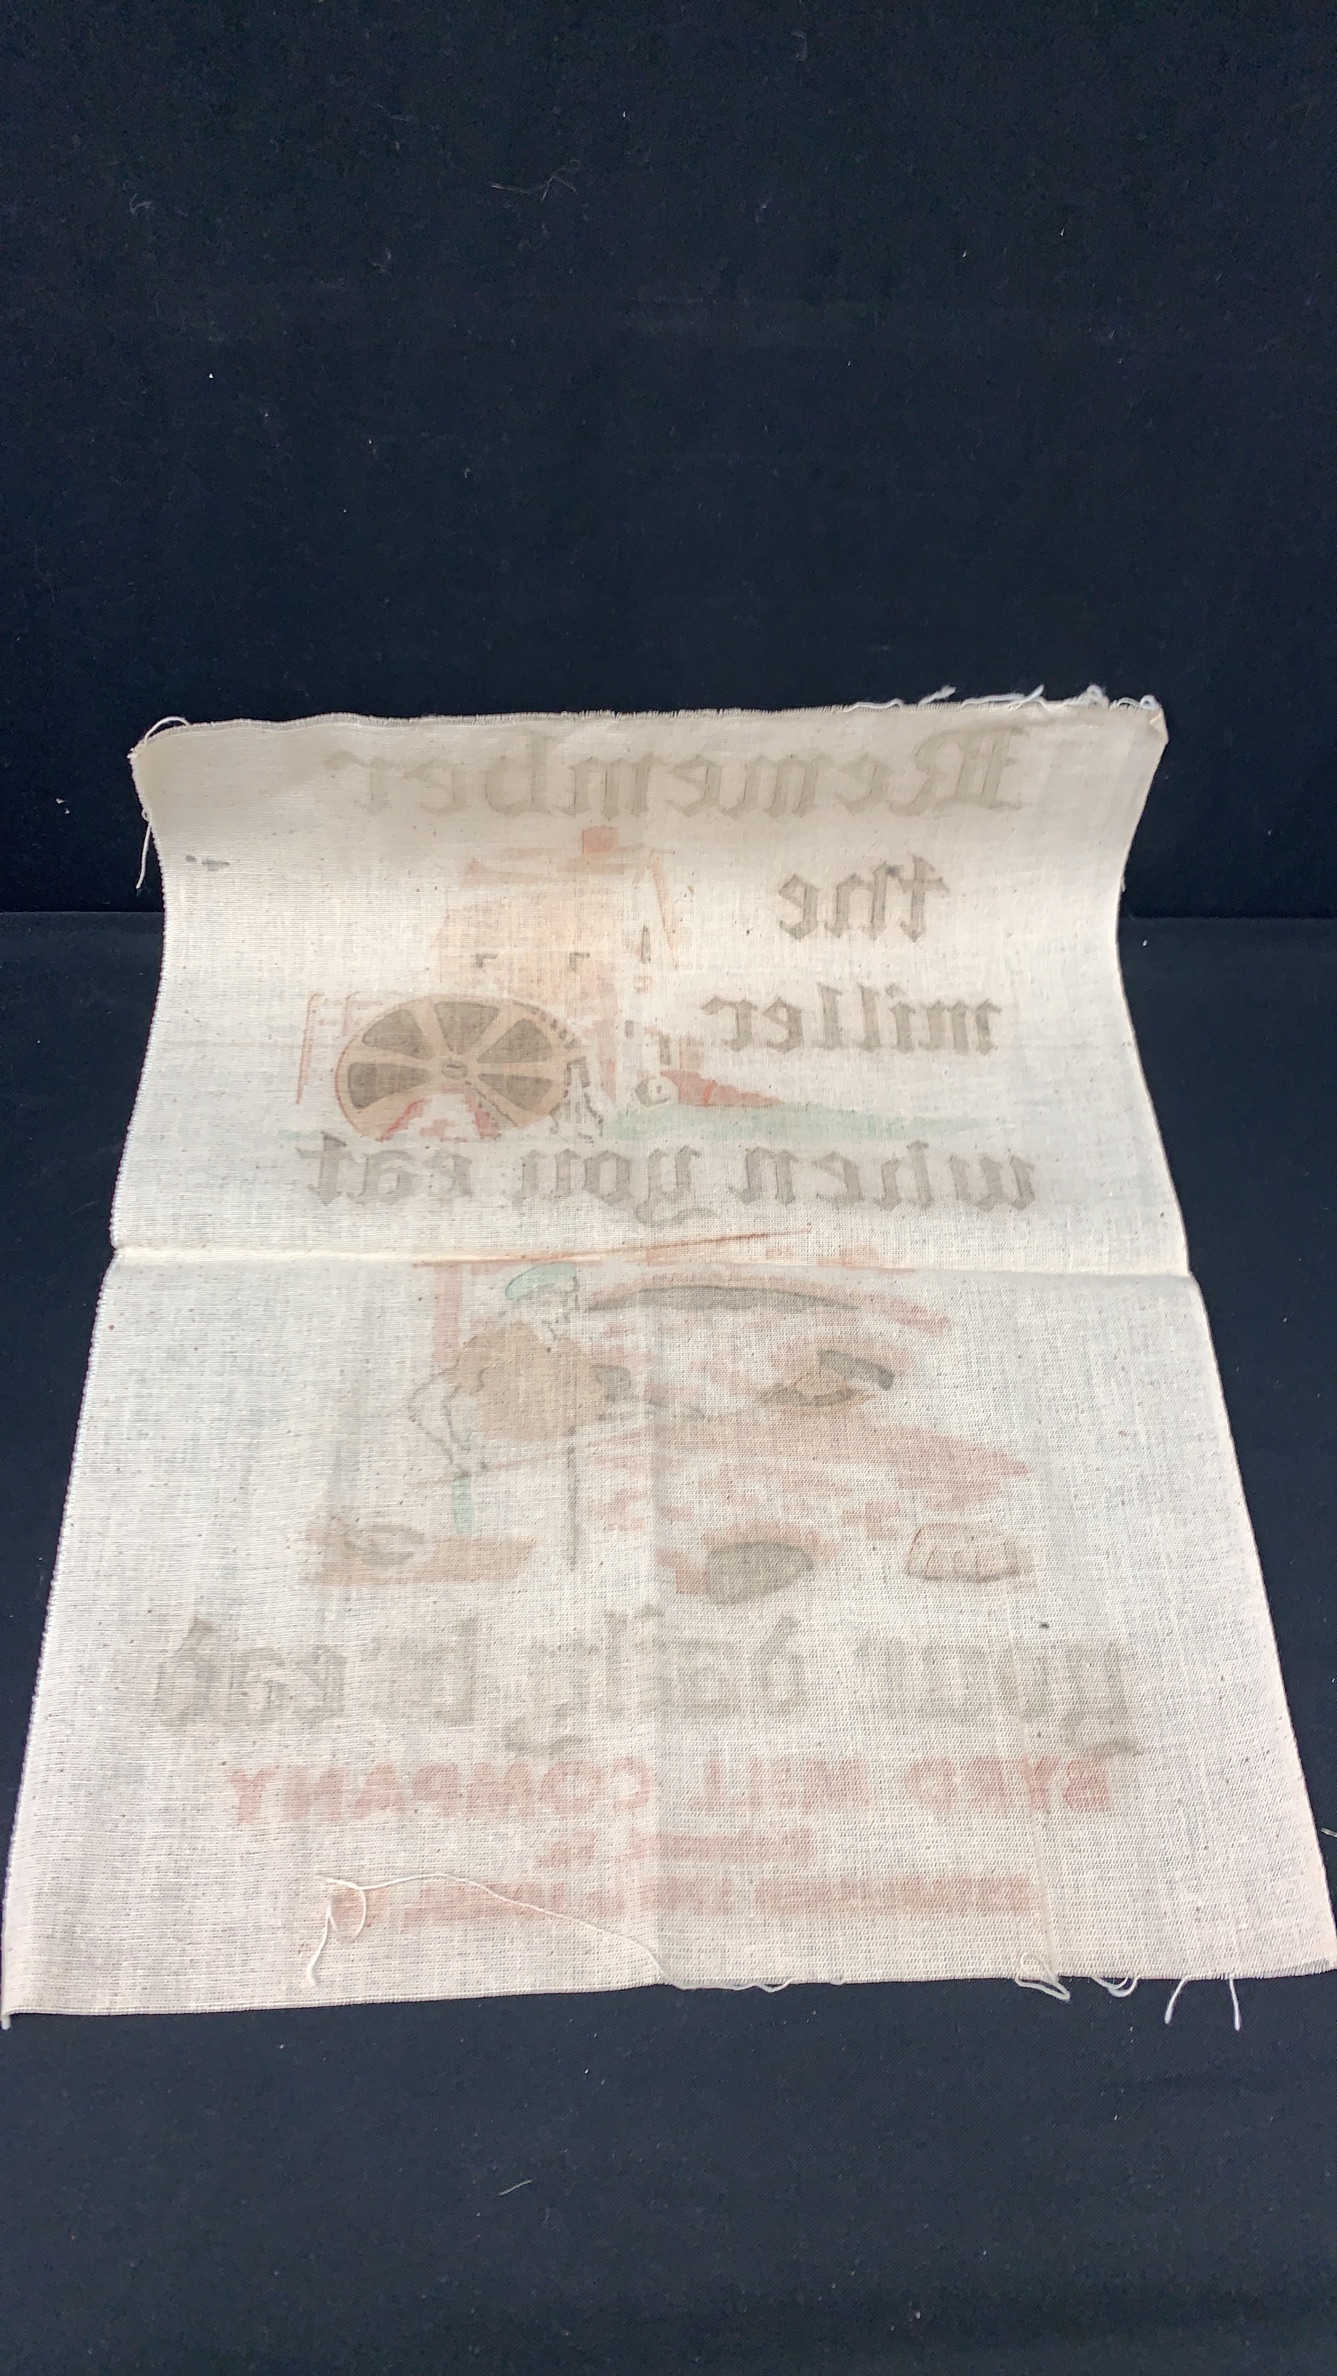 Remember
the
miller
when you eat
your daily bread
BYRD MILL COMPANY